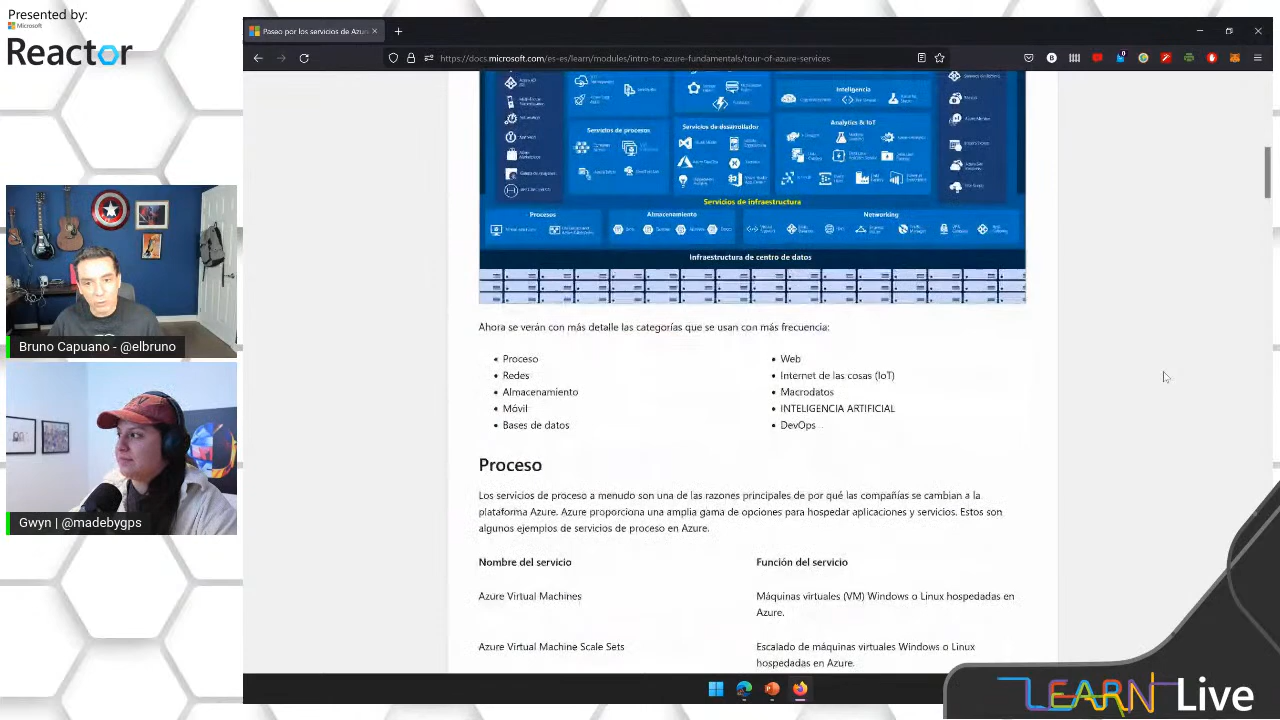 Presented by:
Microsoft
Reactor
Paseo por los servicios de Azur
https://docs.microsoft.com/es-es/learn/modules/intro-to-azure-fundamentals/tour-of-azure-services
Inteligencia
Servicios de procesos
Servicios de desarrollador
Analytics & IoT
Servicios de infraestructura
Procesos
Almacenamiento
Networking
Infraestructura de centro de datos
Ahora se verán con más detalle las categorías que se usan con más frecuencia:
• Proceso
• Redes
• Almacenamiento
• Móvil
• Bases de datos
• Web
• Internet de las cosas (IoT)
• Macrodatos
• INTELIGENCIA ARTIFICIAL
• DevOps
Proceso
Los servicios de proceso a menudo son una de las razones principales de por qué las compañías se cambian a la
plataforma Azure. Azure proporciona una amplia gama de opciones para hospedar aplicaciones y servicios. Estos son
algunos ejemplos de servicios de proceso en Azure.
Nombre del servicio
Función del servicio
Azure Virtual Machines
Máquinas virtuales (VM) Windows o Linux hospedadas en
Azure.
Azure Virtual Machine Scale Sets
Escalado de máquinas virtuales Windows o Linux
hospedadas en Azure.
Bruno Capuano - @elbruno
Gwyn | @madebygps
LEARN Live